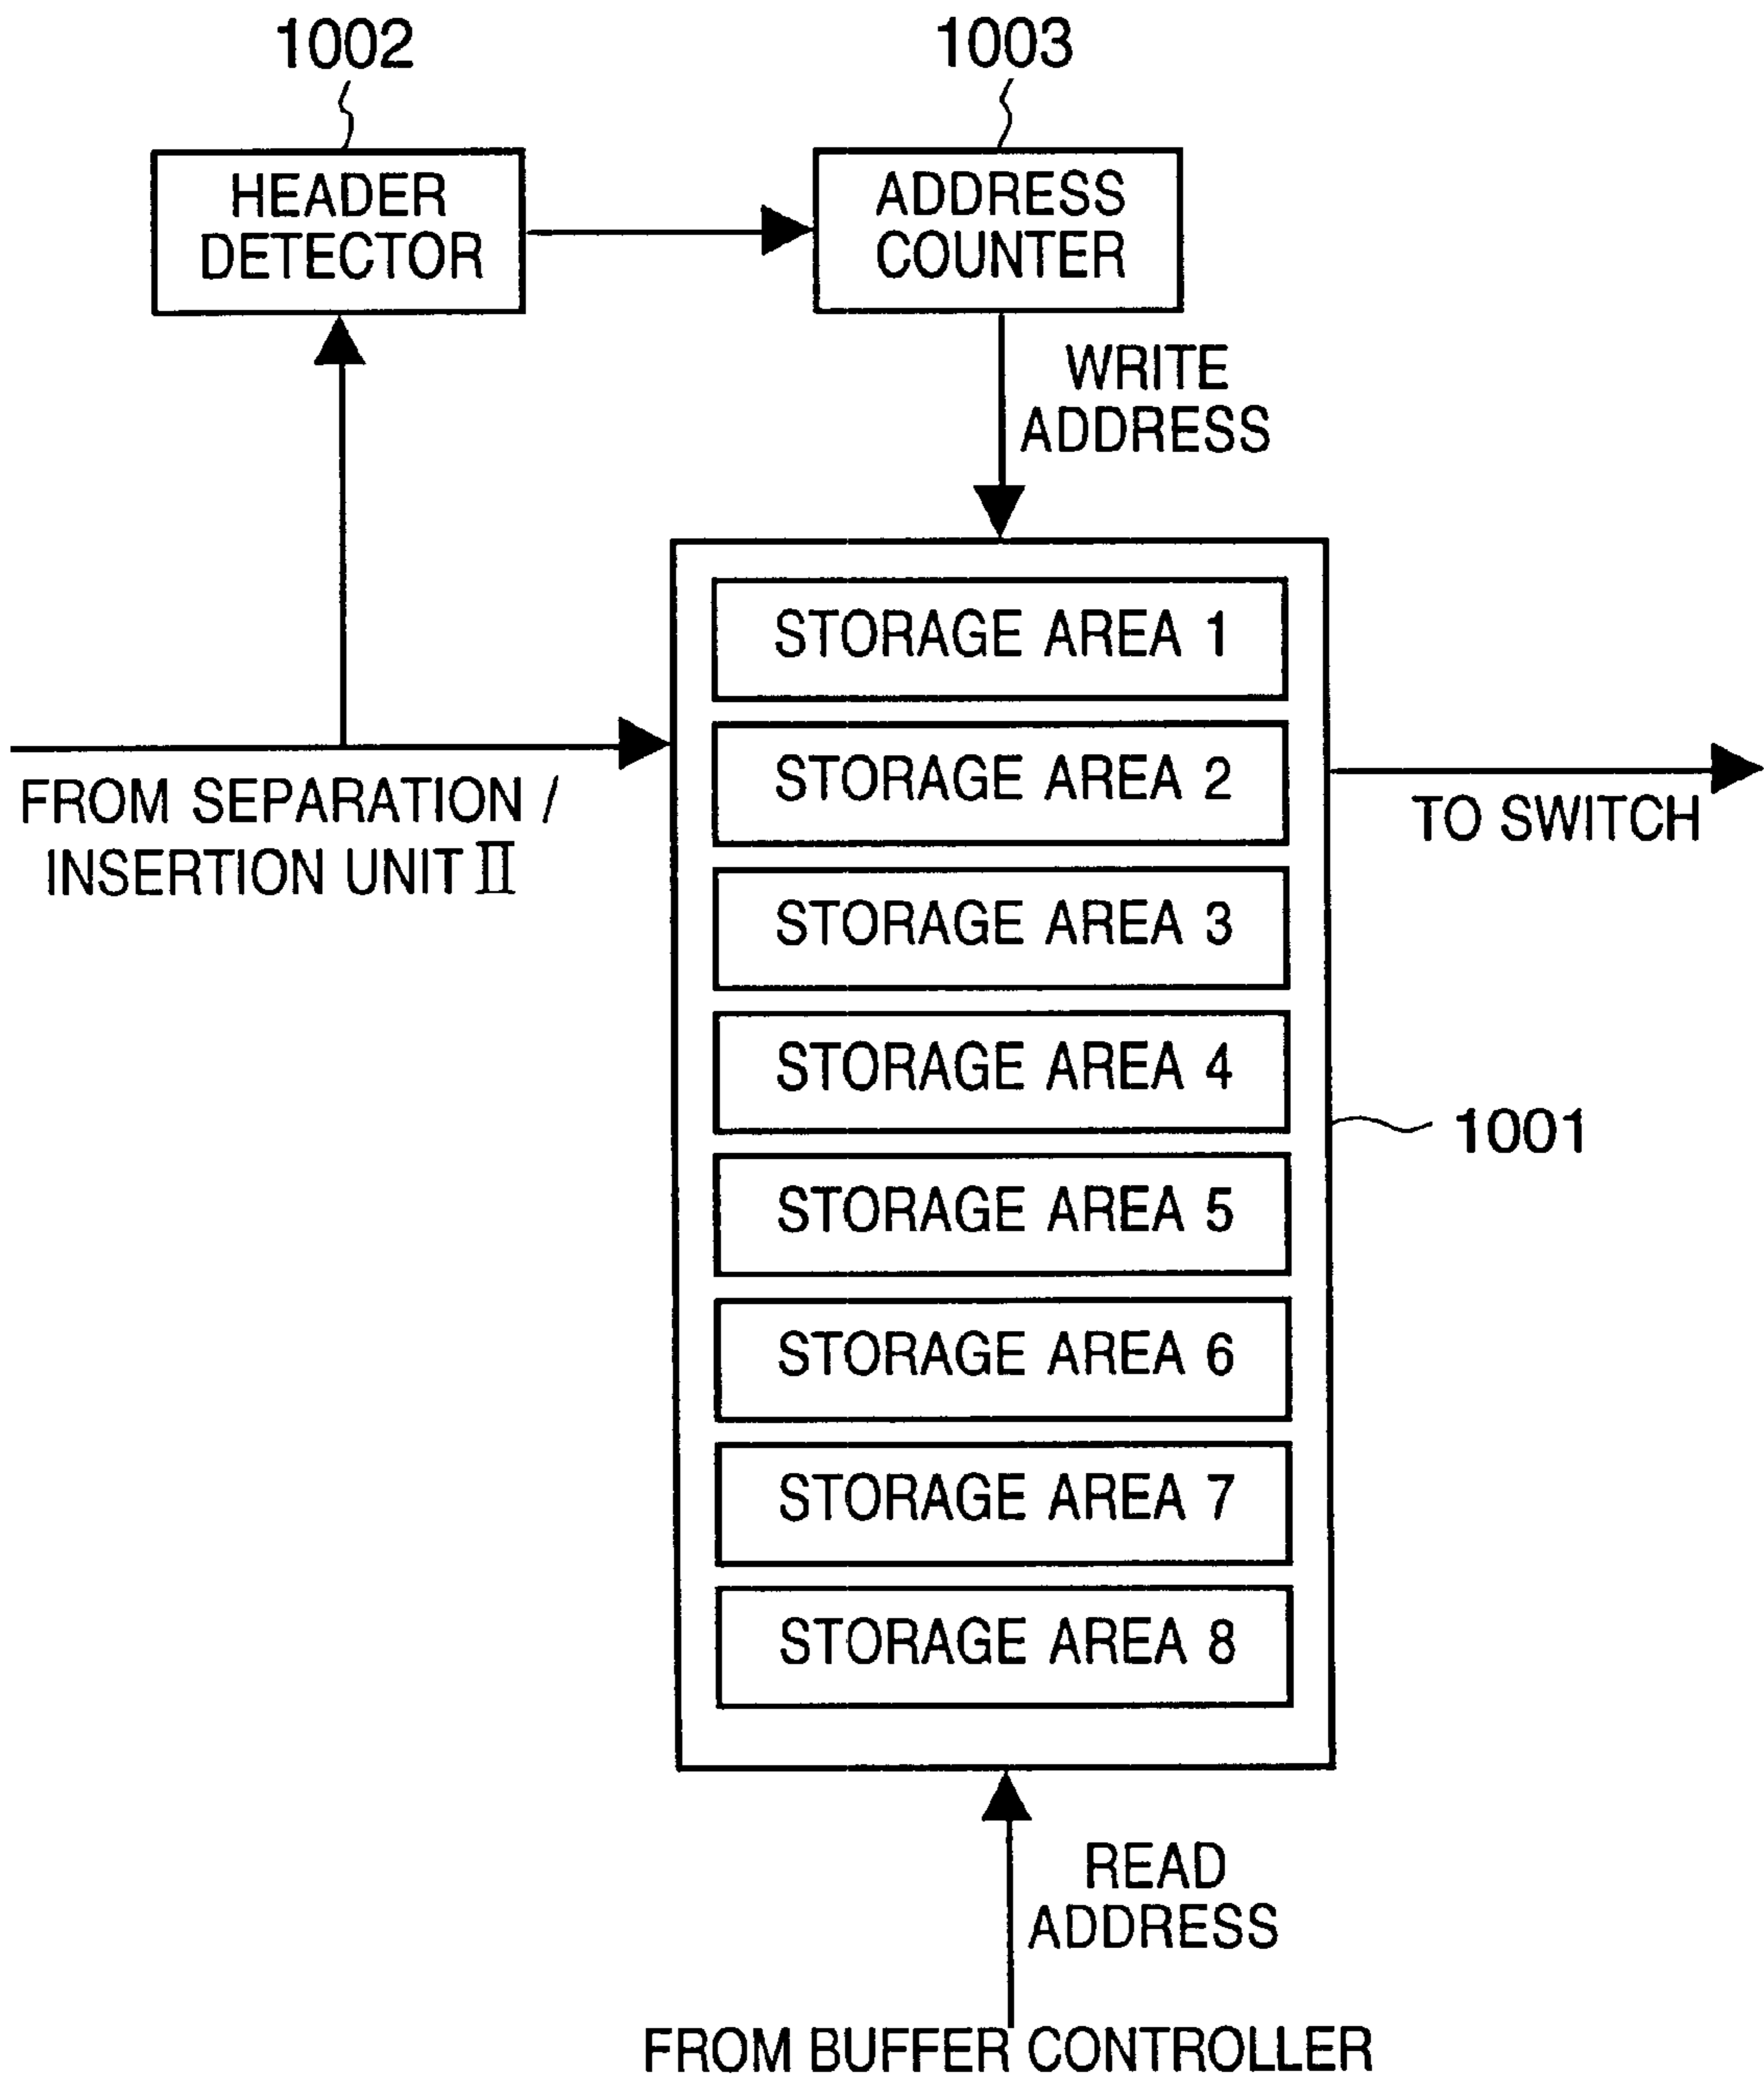 1002
1003
HEADER
DETECTOR
ADDRESS
COUNTER
WRITE
ADDRESS
STORAGE AREA 1
STORAGE AREA 2
STORAGE AREA 3
STORAGE AREA 4
STORAGE AREA 5
STORAGE AREA 6
STORAGE AREA 7
STORAGE AREA 8
FROM SEPARATION /
INSERTION UNIT II
TO SWITCH
1001
READ
ADDRESS
FROM BUFFER CONTROLLER